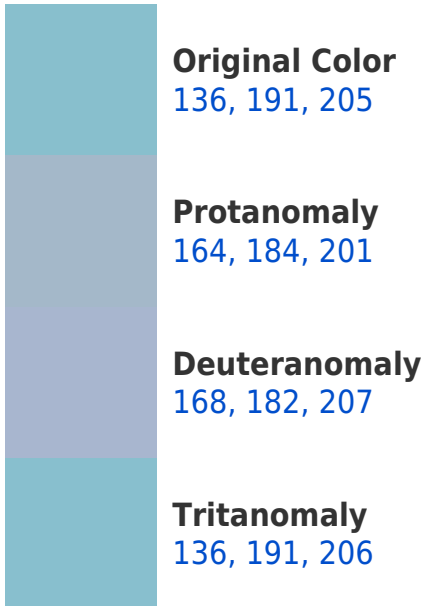 Original Color
136, 191, 205
Protanomaly
164, 184, 201
Deuteranomaly
168, 182, 207
Tritanomaly
136, 191, 206